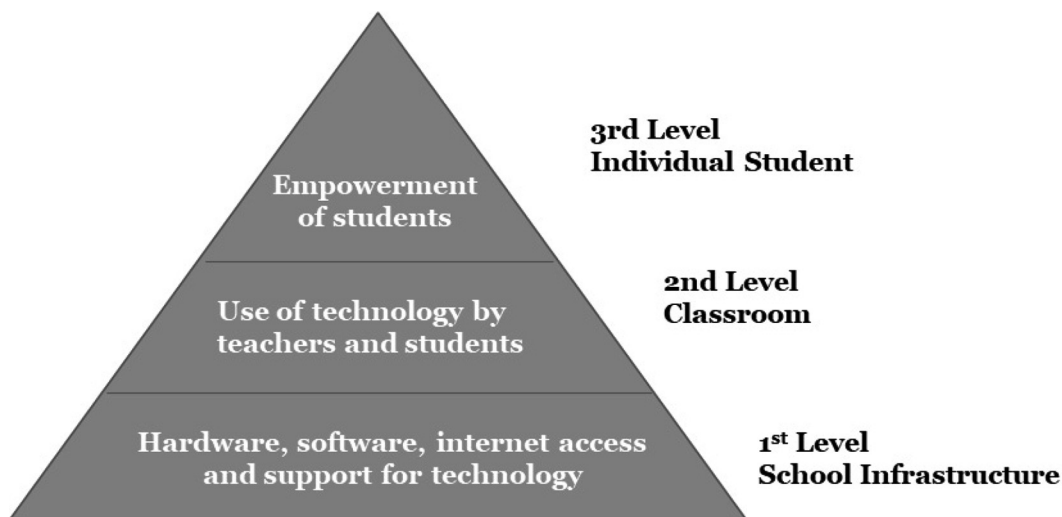 3rd Level
Individual Student
Empowerment
of students
2nd Level
Classroom
Use of technology by
teachers and students
1st Level
School Infrastructure
Hardware, software, internet access
and support for technology